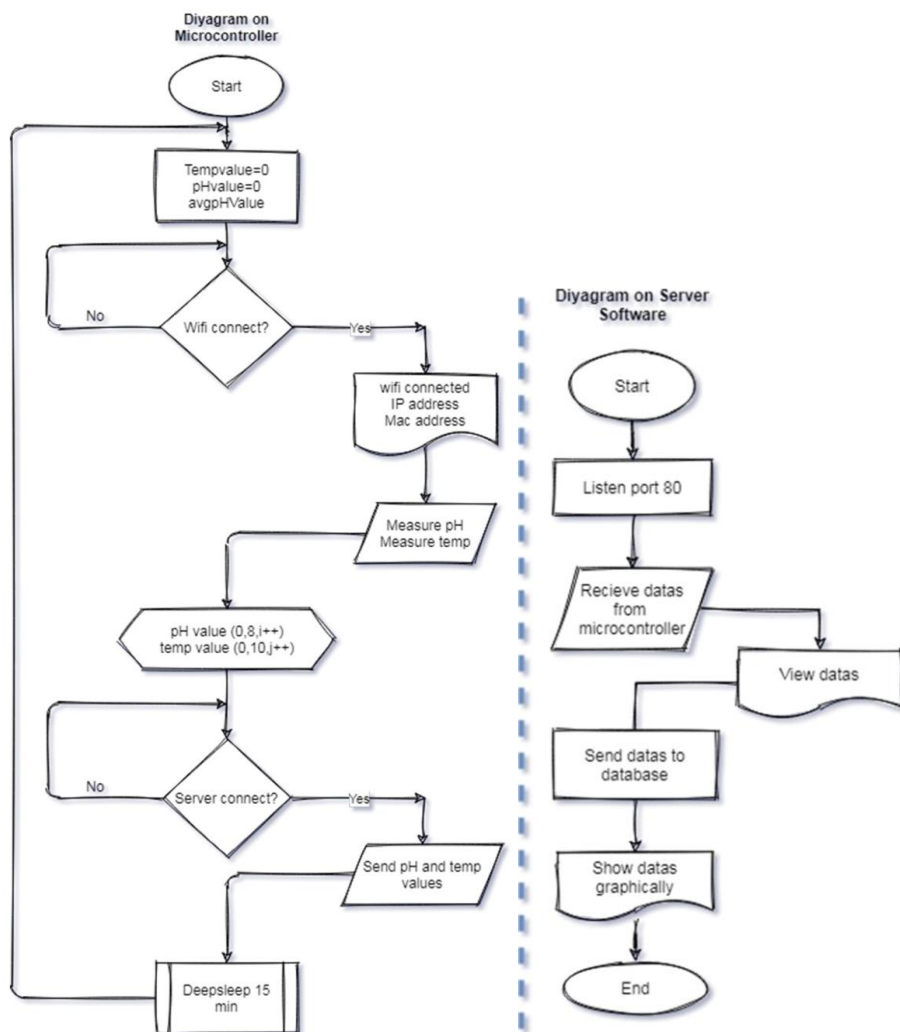 Diyagram on
Microcontroller
Start
Tempvalue=0
pHvalue=0
avgpHValue
Wifi connect?
No
Yes
wifi connected
IP address
Mac address
Measure pH
Measure temp
pH value (0,8,i++)
temp value (0,10,j++)
Server connect?
No
Yes
Send pH and temp
values
Deepsleep 15
min
Diyagram on Server
Software
Start
Listen port 80
Recieve datas
from
microcontroller
View datas
Send datas to
database
Show datas
graphically
End